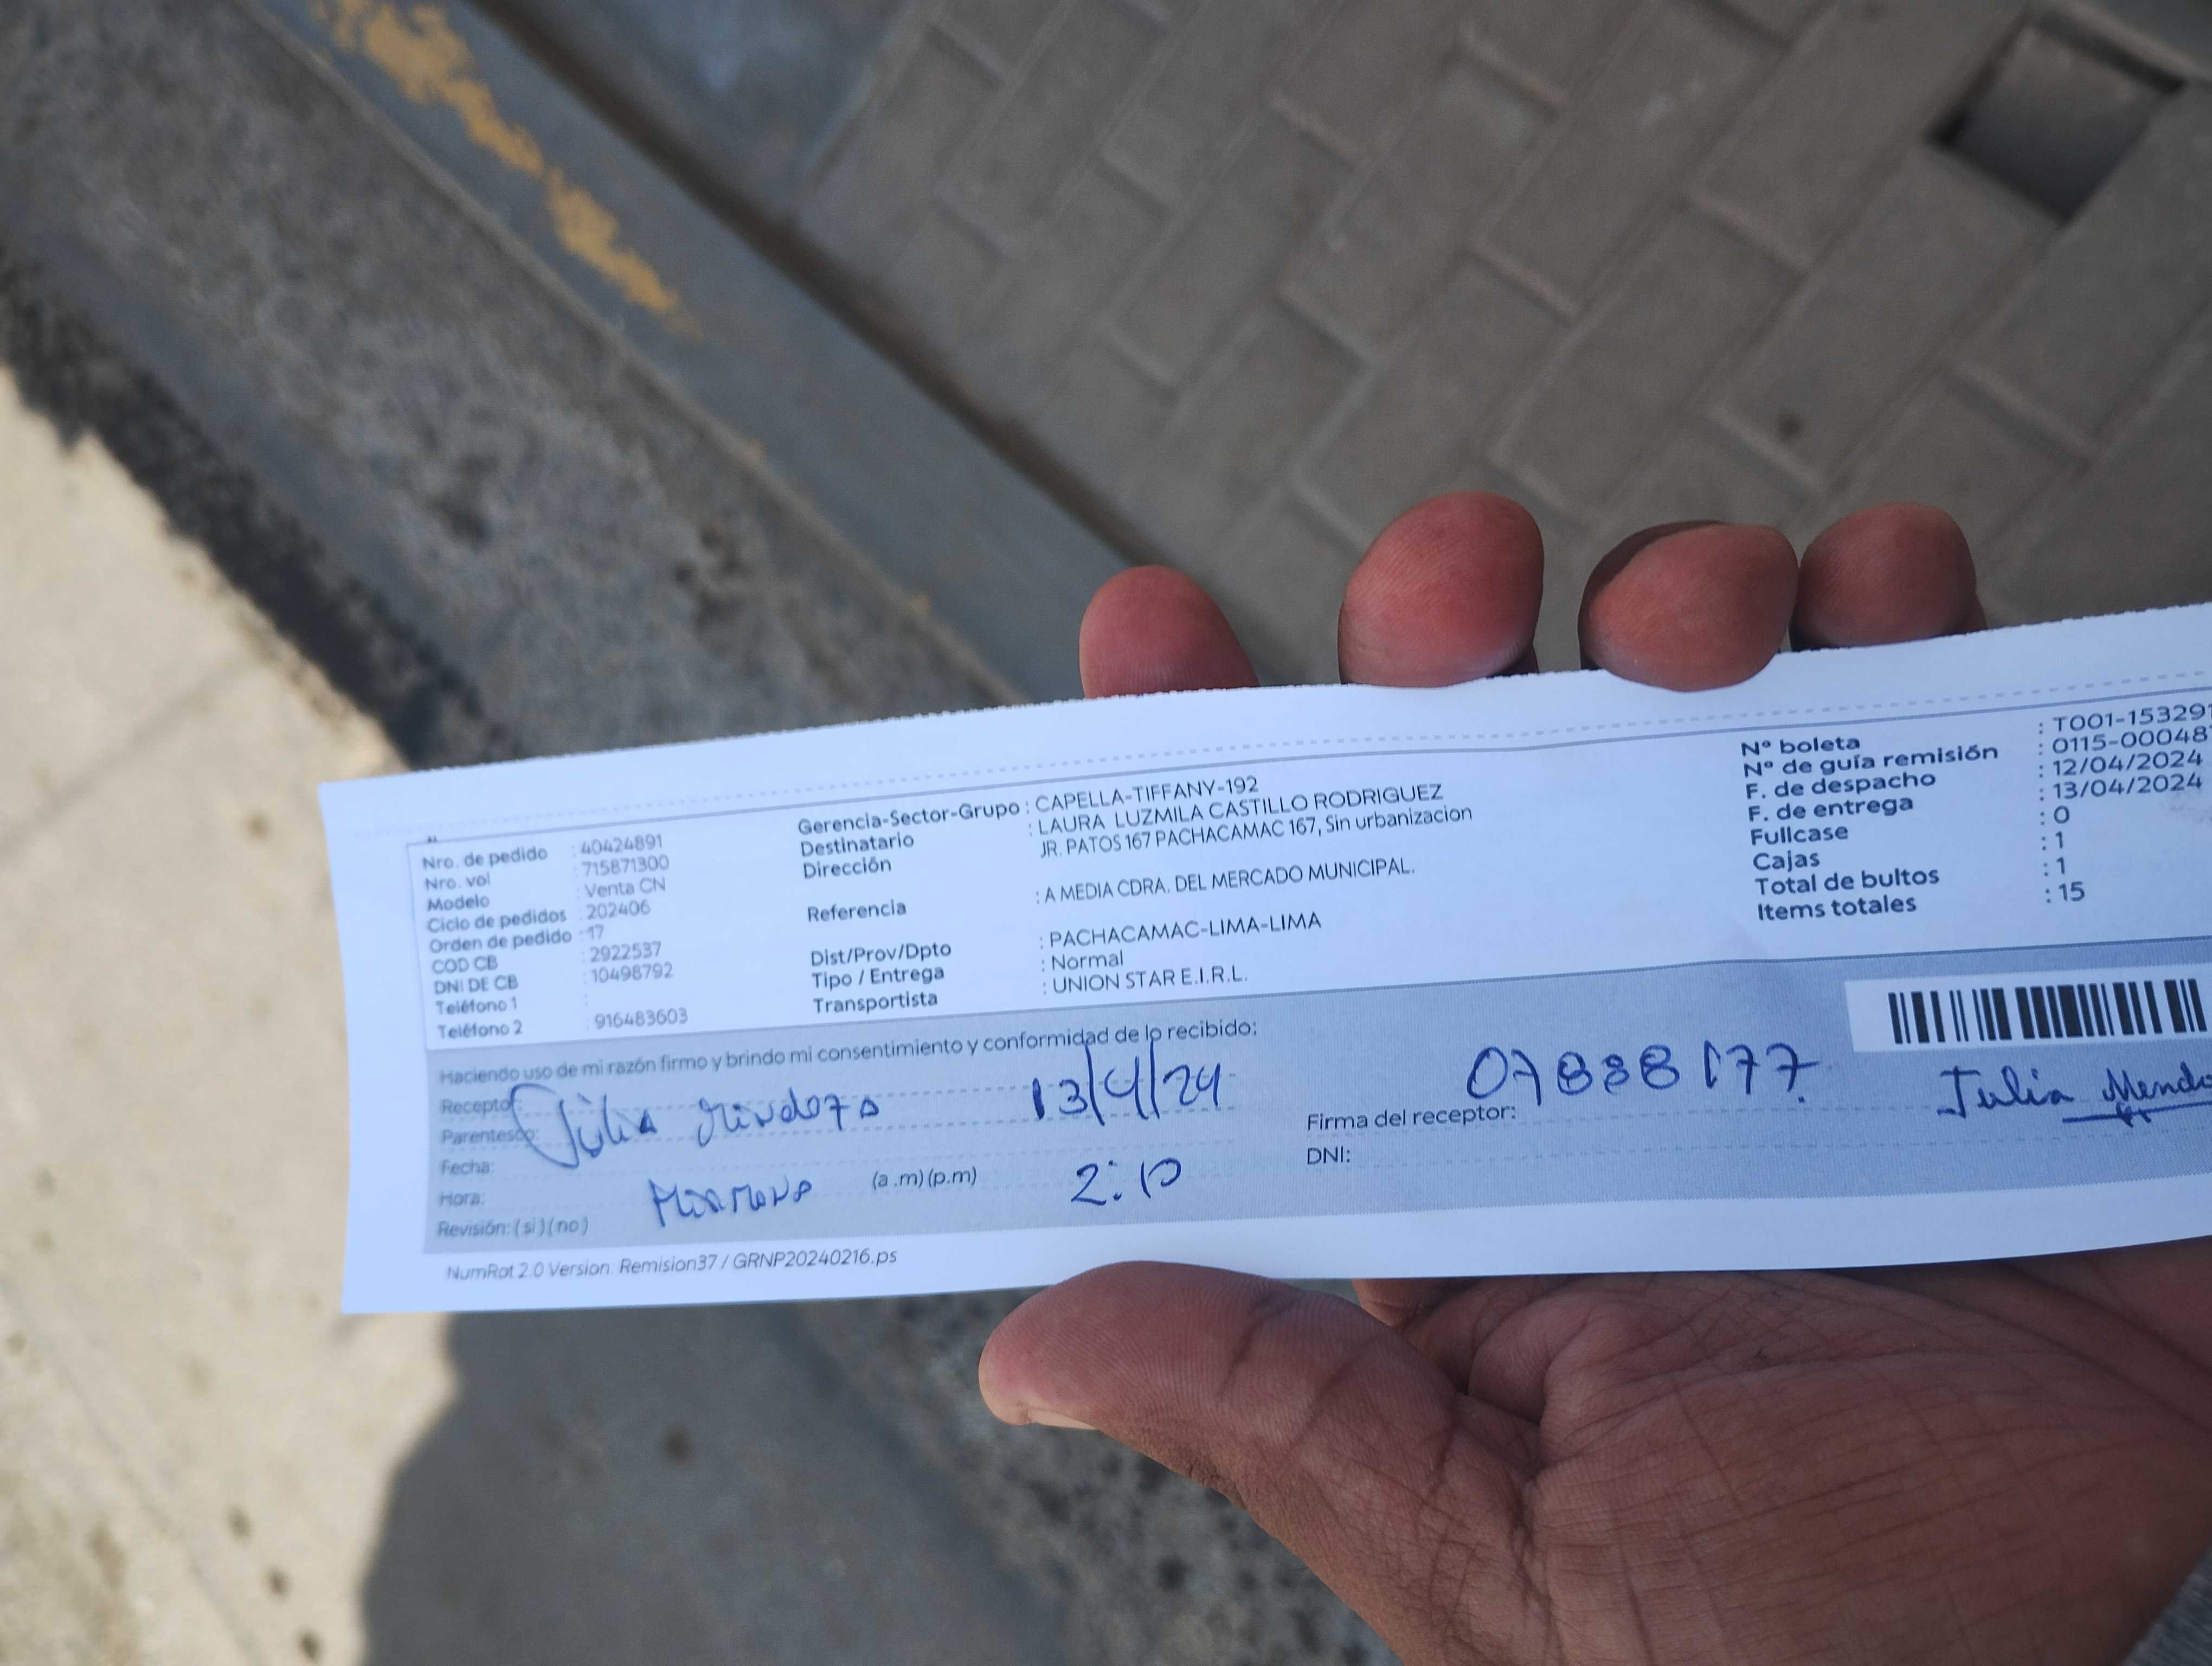 Nro. de pedido : 40424891
Nro. vol : 715871300
Modelo : Venta CN
Ciclo de pedidos : 202406
Orden de pedido : 17
COD CB : 2922537
DNI DE CB : 10498792
Teléfono 1 :
Teléfono 2 : 916483603
Gerencia-Sector-Grupo : CAPELLA-TIFFANY-192
Destinatario : LAURA LUZMILA CASTILLO RODRIGUEZ
Dirección JR. PATOS 167 PACHACAMAC 167, Sin urbanizacion
Referencia : A MEDIA CDRA. DEL MERCADO MUNICIPAL.
Dist/Prov/Dpto : PACHACAMAC-LIMA-LIMA
Tipo / Entrega : Normal
Transportista : UNION STAR E.I.R.L.
Nº boleta : T001-153291
Nº de guía remisión : 0115-00048
F. de despacho : 12/04/2024
F. de entrega : 13/04/2024
Fullcase : 0
Cajas : 1
Total de bultos : 1
Items totales : 15
Haciendo uso de mi razón firmo y brindo mi consentimiento y conformidad de lo recibido:
Receptor: Julia Mendoza 13/4/24
Parentesco:
Fecha:
Hora: (a.m)(p.m) 2:10
Revisión: (si)(no)
07888177
Firma del receptor: Julia Mendo
DNI:
NumRot 2.0 Version: Remision37 / GRNP20240216.ps